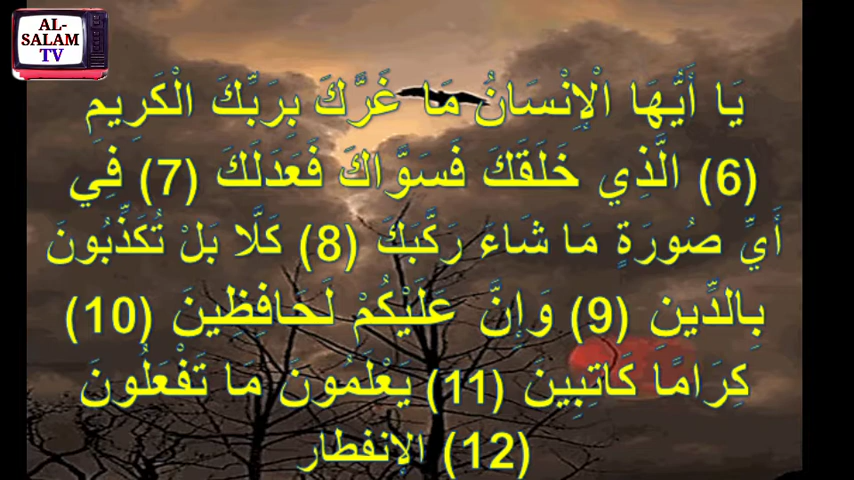 AL-
SALAM
TV
يَا أَيُّهَا الْإِنْسَانُ مَا غَرَّكَ بِرَبِّكَ الْكَرِيمِ
(6) الَّذِي خَلَقَكَ فَسَوَّاكَ فَعَدَلَكَ (7) فِي
أَيِّ صُورَةٍ مَا شَاءَ رَكَّبَكَ (8) كَلَّا بَلْ تُكَذِّبُونَ
بِالدِّينِ (9) وَإِنَّ عَلَيْكُمْ لَحَافِظِينَ (10)
كِرَامًا كَاتِبِينَ (11) يَعْلَمُونَ مَا تَفْعَلُونَ
(12) الإنفطار